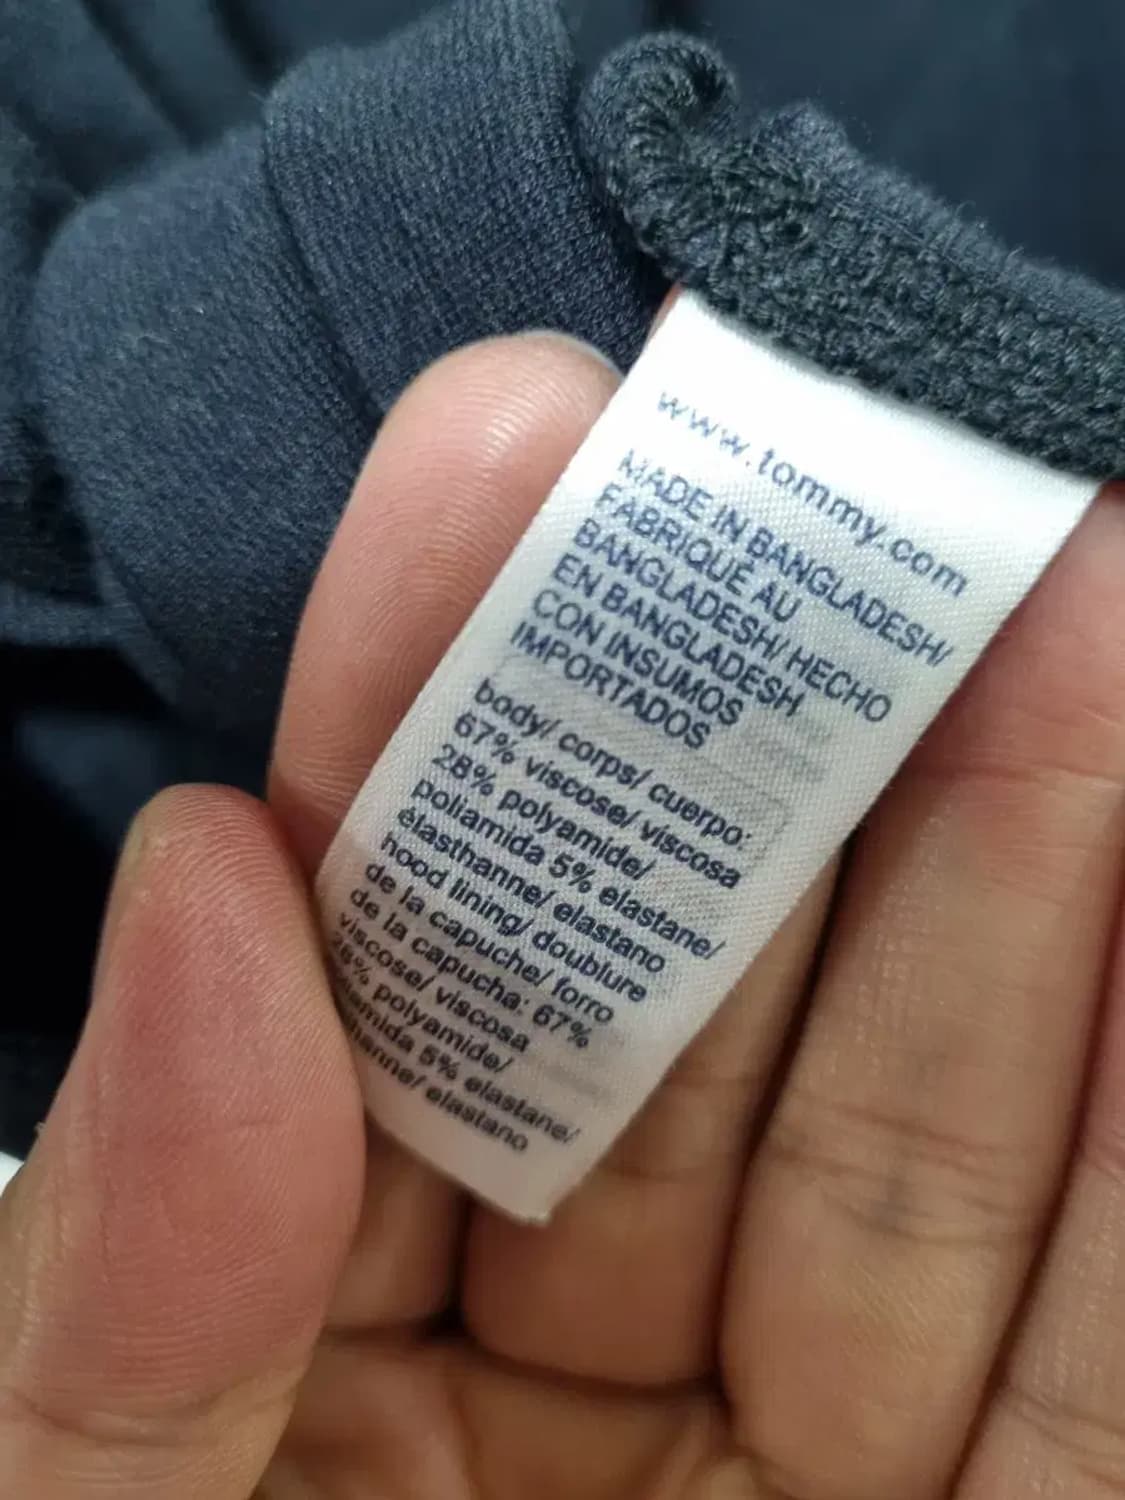 www.tommy.com
MADE IN BANGLADESH/
FABRIQUÉ AU
BANGLADESH/ HECHO
EN BANGLADESH
CON INSUMOS
IMPORTADOS
body/ corps/ cuerpo:
67% viscose/ viscosa
28% polyamide/
poliamida 5% elastane/
élasthanne/ elastano
hood lining/ doublure
de la capuche/ forro
de la capucha: 67%
viscose/ viscosa
28% polyamide/
5% elastane/
elastano